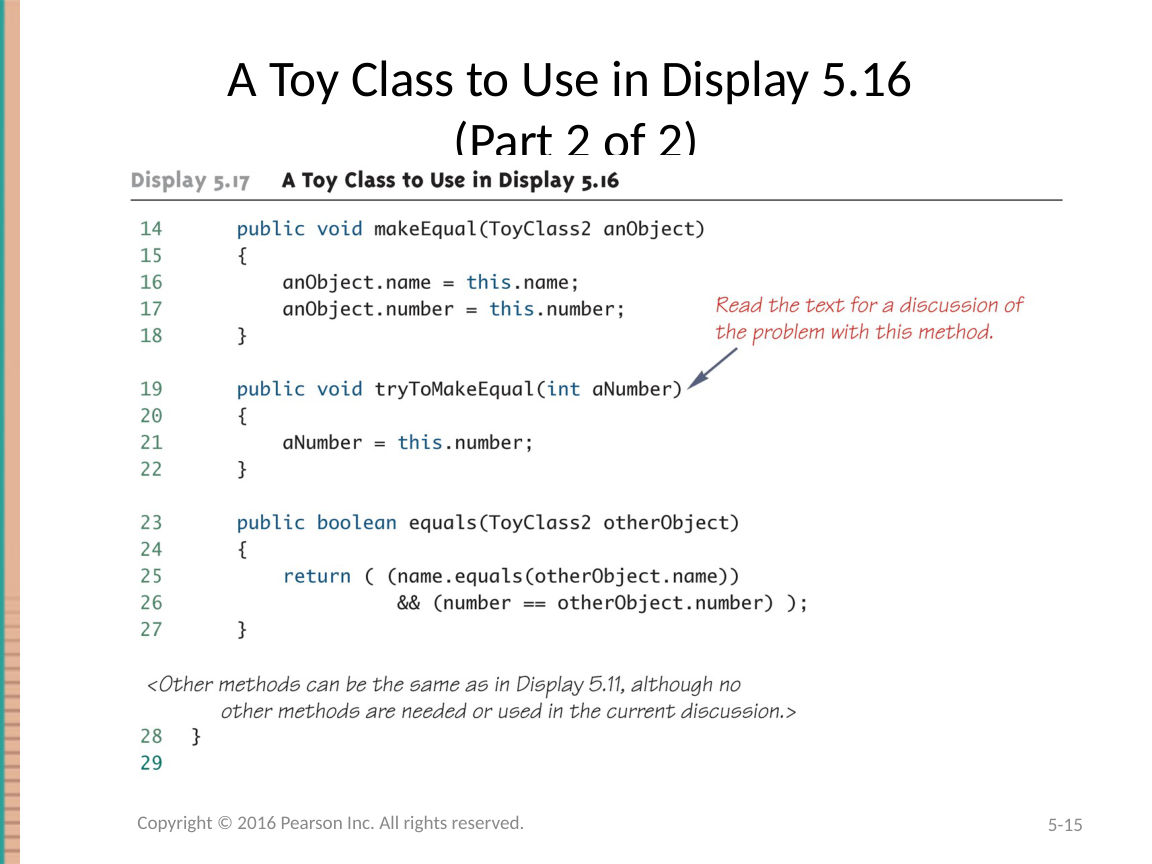 A Toy Class to Use in Display 5.16
(Part 2 of 2)
Display 5.17 A Toy Class to Use in Display 5.16
14 public void makeEqual(ToyClass2 anObject)
15 {
16 anObject.name = this.name;
17 anObject.number = this.number;
18 }
Read the text for a discussion of
the problem with this method.
19 public void tryToMakeEqual(int aNumber)
20 {
21 aNumber = this.number;
22 }
23 public boolean equals(ToyClass2 otherObject)
24 {
25 return ( (name.equals(otherObject.name))
26 && (number == otherObject.number) );
27 }
<Other methods can be the same as in Display 5.11, although no
other methods are needed or used in the current discussion.>
28 }
29
Copyright © 2016 Pearson Inc. All rights reserved.
5-15